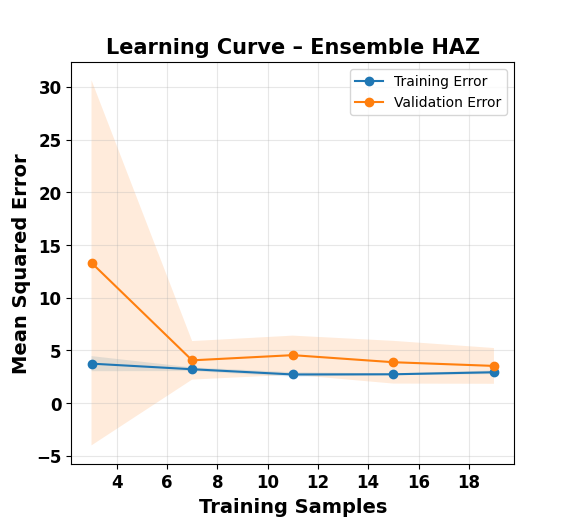 Learning Curve – Ensemble HAZ
Training Error
Validation Error
Mean Squared Error
30
25
20
15
10
5
0
−5
4 6 8 10 12 14 16 18
Training Samples